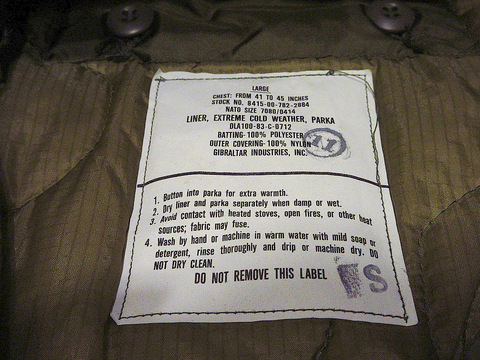 LARGE
CHEST: FROM 41 TO 45 INCHES
STOCK NO. 8415-00-782-2884
NATO SIZE 7080/0414
LINER, EXTREME COLD WEATHER, PARKA
DLA100-83-C-0712
BATTING-100% POLYESTER
OUTER COVERING-100% NYLON
GIBRALTAR INDUSTRIES, INC.
11
1. Button into parka for extra warmth.
2. Dry liner and parka separately when damp or wet.
3. Avoid contact with heated stoves, open fires, or other heat
sources; fabric may fuse.
4. Wash by hand or machine in warm water with mild soap or
detergent, rinse thoroughly and drip or machine dry. DO
NOT DRY CLEAN.
DO NOT REMOVE THIS LABEL
S